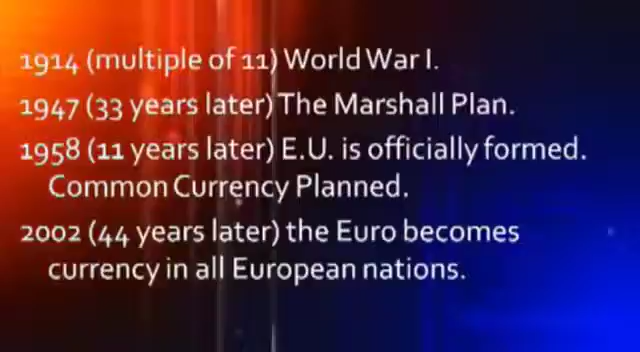 1914 (multiple of 11) World War I.
1947 (33 years later) The Marshall Plan.
1958 (11 years later) E.U. is officially formed.
Common Currency Planned.
2002 (44 years later) the Euro becomes
currency in all European nations.